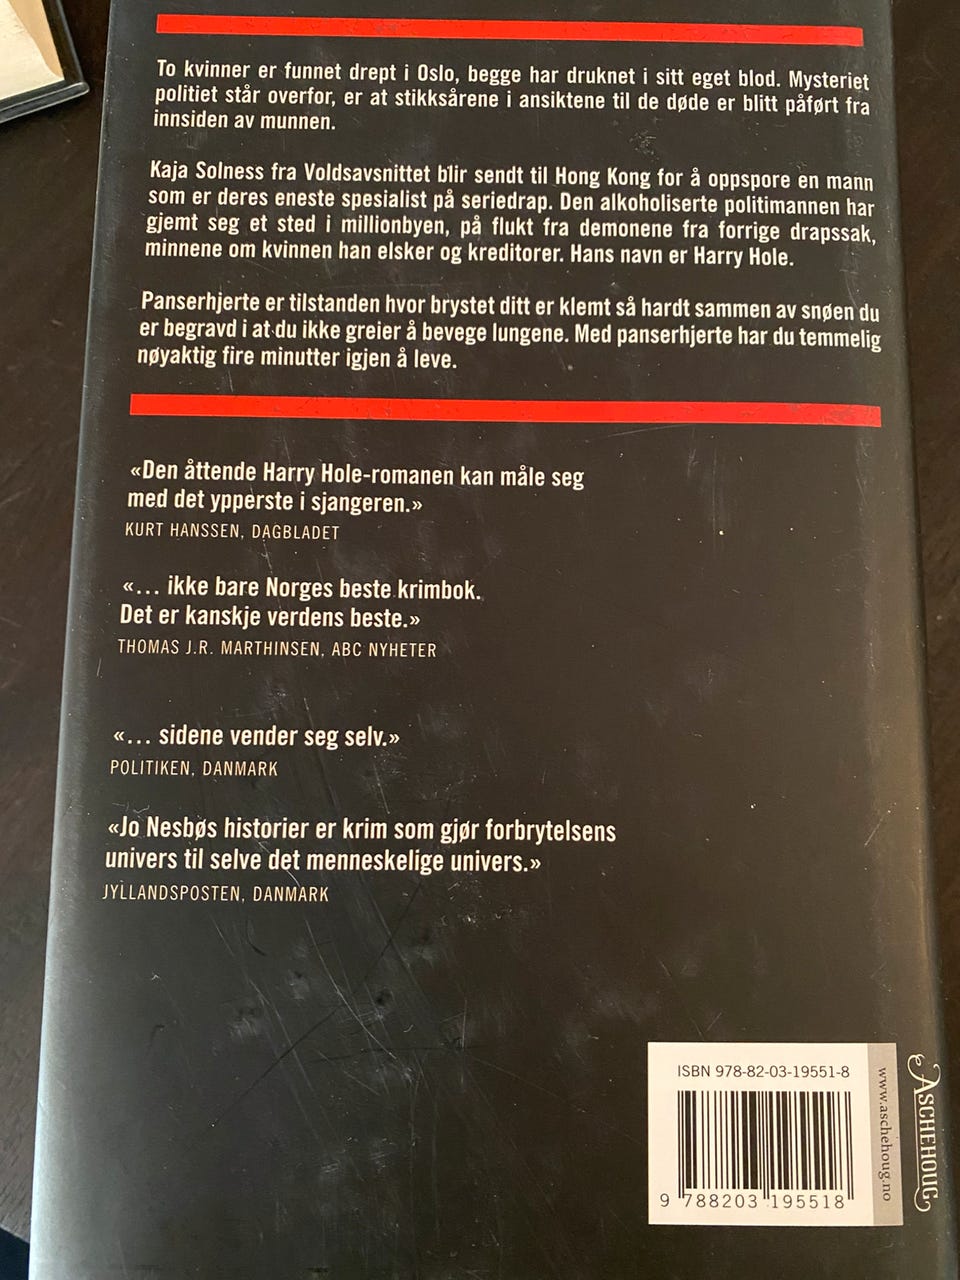 To kvinner er funnet drept i Oslo, begge har druknet i sitt eget blod. Mysteriet
politiet står overfor, er at stikksårene i ansiktene til de døde er blitt påført fra
innsiden av munnen.
Kaja Solness fra Voldsavsnittet blir sendt til Hong Kong for å oppspore en mann
som er deres eneste spesialist på seriedrap. Den alkoholiserte politimannen har
gjemt seg et sted i millionbyen, på flukt fra demonene fra forrige drapssak,
minnene om kvinnen han elsker og kreditorer. Hans navn er Harry Hole.
Panserhjerte er tilstanden hvor brystet ditt er klemt så hardt sammen av snøen du
er begravd i at du ikke greier å bevege lungene. Med panserhjerte har du temmelig
nøyaktig fire minutter igjen å leve.
«Den åttende Harry Hole-romanen kan måle seg
med det ypperste i sjangeren.»
KURT HANSSEN, DAGBLADET
«... ikke bare Norges beste krimbok.
Det er kanskje verdens beste.»
THOMAS J.R. MARTHINSEN, ABC NYHETER
«... sidene vender seg selv.»
POLITIKEN, DANMARK
«Jo Nesbøs historier er krim som gjør forbrytelsens
univers til selve det menneskelige univers.»
JYLLANDSPOSTEN, DANMARK
ISBN 978-82-03-19551-8
9 788203 195518
www.aschehoug.no
ASCHEHOUG